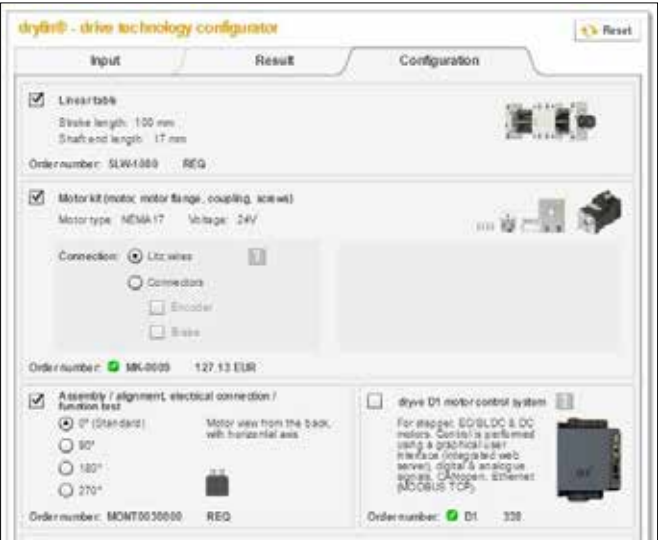 drylin® - drive technology configurator
Reset
Input Result Configuration
Linear table
Stroke length: 100 mm
Shaft end length: 17 mm
Order number: SLW-1080 REQ
Motor kit (motor, motor flange, coupling, screws)
Motor type: NEMA17 Voltage: 24V
Connection: Litz wires ?
Connectors
Encoder
Brake
Order number: MK-0009 127.13 EUR
Assembly / alignment, electrical connection /
function test
0° (Standard)
90°
180°
270°
Motor view from the back,
with horizontal axis
Order number: MONT0030000 REQ
dryve D1 motor control system
For stepper, EC/BLDC & DC
motors. Control is performed
using a graphical user
interface (integrated web
server), digital & analogue
signals, CANopen, Ethernet
(MODBUS TCP).
Order number: D1 338